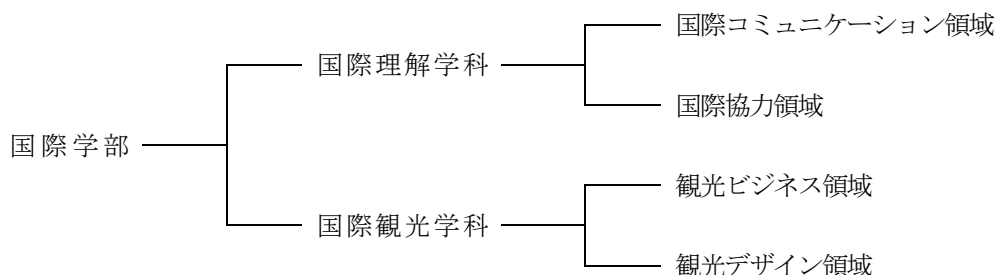 国際学部
国際理解学科
国際コミュニケーション領域
国際協力領域
国際観光学科
観光ビジネス領域
観光デザイン領域